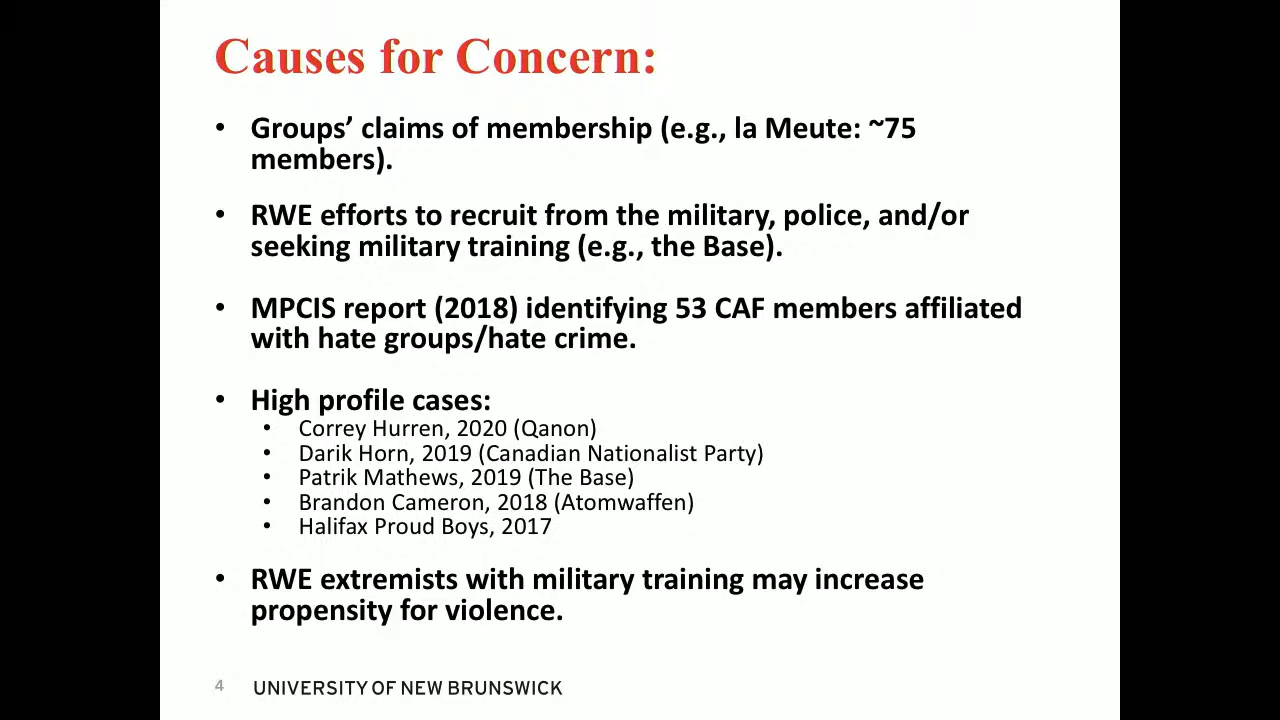 Causes for Concern:
• Groups’ claims of membership (e.g., la Meute: ~75
members).
• RWE efforts to recruit from the military, police, and/or
seeking military training (e.g., the Base).
• MPCIS report (2018) identifying 53 CAF members affiliated
with hate groups/hate crime.
• High profile cases:
• Correy Hurren, 2020 (Qanon)
• Darik Horn, 2019 (Canadian Nationalist Party)
• Patrik Mathews, 2019 (The Base)
• Brandon Cameron, 2018 (Atomwaffen)
• Halifax Proud Boys, 2017
• RWE extremists with military training may increase
propensity for violence.
4 UNIVERSITY OF NEW BRUNSWICK